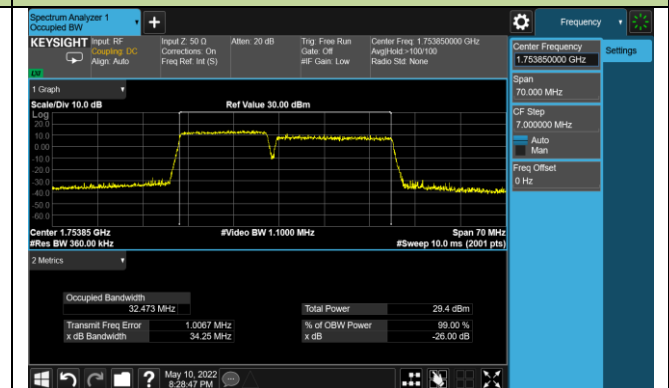 Spectrum Analyzer 1
Occupied BW
+
Frequency
KEYSIGHT
Input: RF
Coupling: DC
Align: Auto
Input Z: 50 Ω
Corrections: On
Freq Ref: Int (S)
Atten: 20 dB
Trig: Free Run
Gate: Off
#IF Gain: Low
Center Freq: 1.753850000 GHz
Avg|Hold:>100/100
Radio Std: None
Center Frequency
1.753850000 GHz
Settings
Span
70.000 MHz
CF Step
7.000000 MHz
Auto
Man
Freq Offset
0 Hz
1 Graph
Scale/Div 10.0 dB
Ref Value 30.00 dBm
Log
20.0
10.0
0.00
-10.0
-20.0
-30.0
-40.0
-50.0
-60.0
Center 1.75385 GHz
#Video BW 1.1000 MHz
Span 70 MHz
#Res BW 360.00 kHz
#Sweep 10.0 ms (2001 pts)
2 Metrics
Occupied Bandwidth
32.473 MHz
Total Power
29.4 dBm
Transmit Freq Error
1.0067 MHz
% of OBW Power
99.00 %
x dB Bandwidth
34.25 MHz
x dB
-26.00 dB
?
May 10, 2022
8:28:47 PM